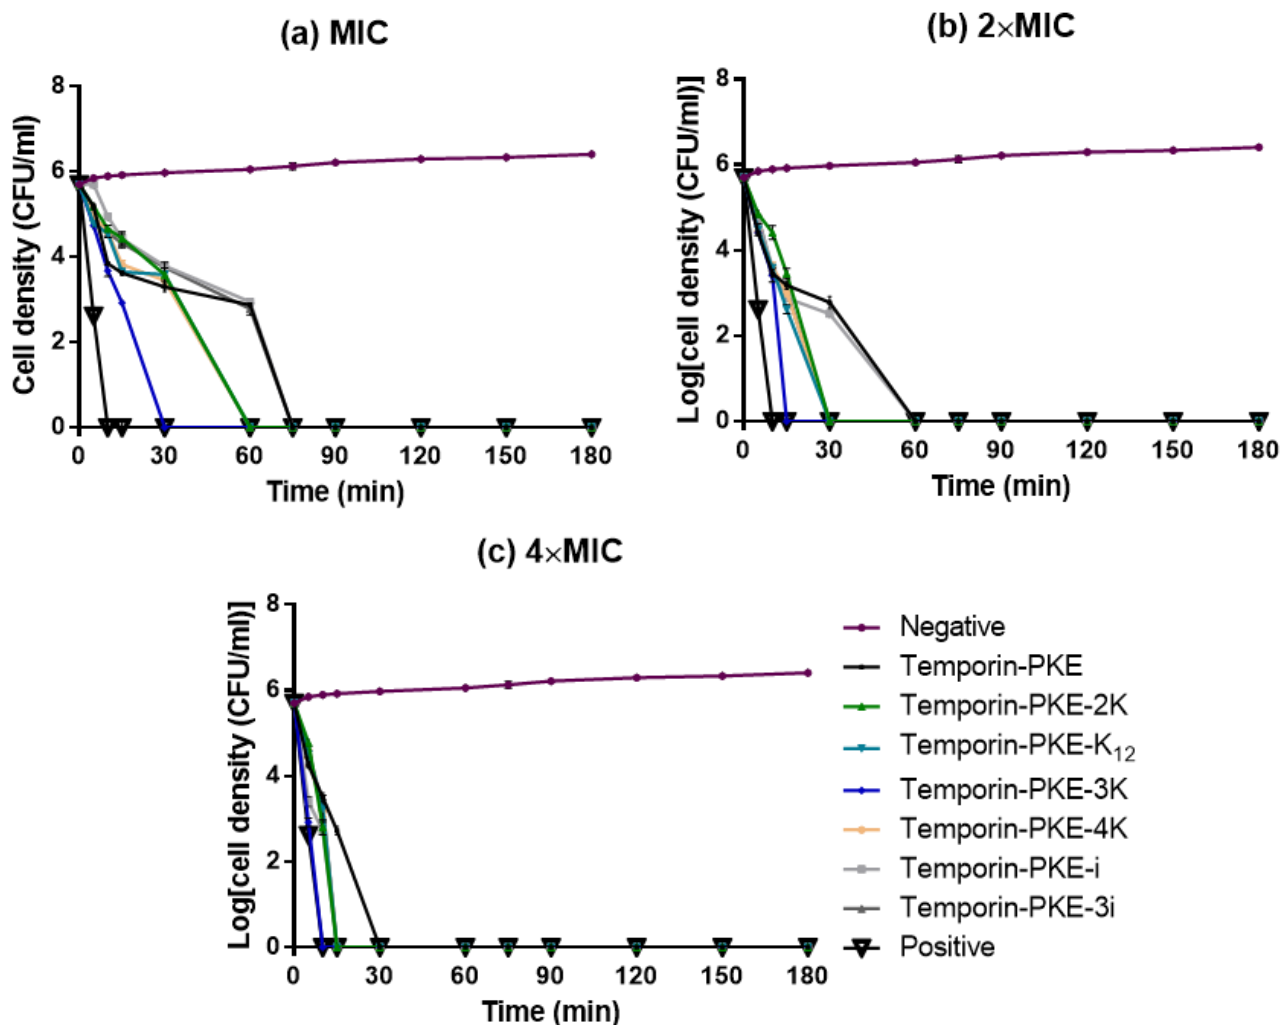 (a) MIC
Cell density (CFU/ml)
8
6
4
2
0
0 30 60 90 120 150 180
Time (min)
(b) 2×MIC
Log[cell density (CFU/ml)]
8
6
4
2
0
0 30 60 90 120 150 180
Time (min)
(c) 4×MIC
Log[cell density (CFU/ml)]
8
6
4
2
0
0 30 60 90 120 150 180
Time (min)
Negative
Temporin-PKE
Temporin-PKE-2K
Temporin-PKE-K₁₂
Temporin-PKE-3K
Temporin-PKE-4K
Temporin-PKE-i
Temporin-PKE-3i
Positive